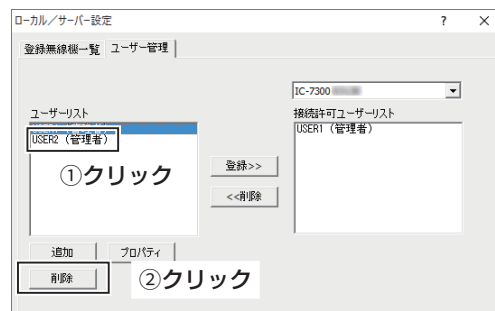 ローカル／サーバー設定 ? ×
登録無線機一覧 ユーザー管理
IC-7300
ユーザーリスト 接続許可ユーザーリスト
USER2（管理者） USER1（管理者）
①クリック
登録>>
<<削除
追加 プロパティ
削除 ②クリック